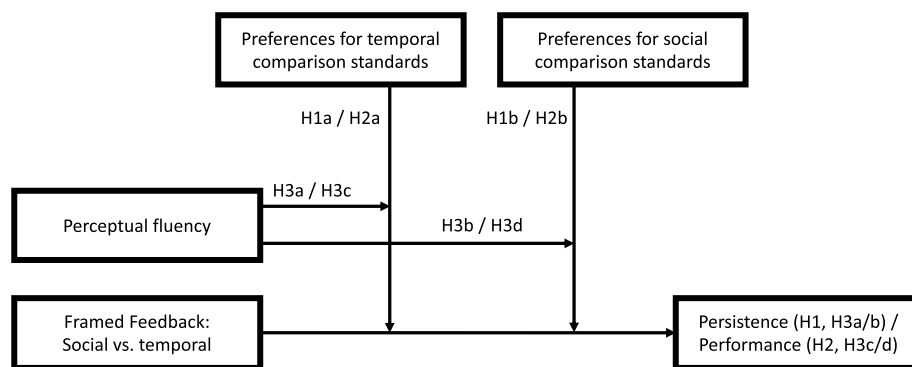 Preferences for temporal
comparison standards
Preferences for social
comparison standards
H1a / H2a
H1b / H2b
H3a / H3c
Perceptual fluency
H3b / H3d
Framed Feedback:
Social vs. temporal
Persistence (H1, H3a/b) /
Performance (H2, H3c/d)